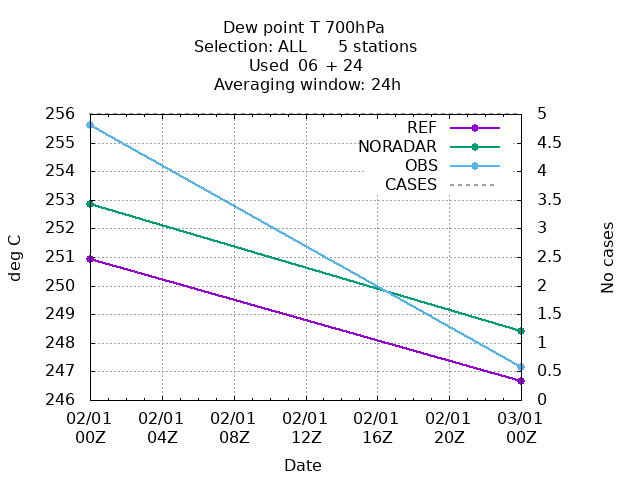 Dew point T 700hPa
Selection: ALL      5 stations
Used  06 + 24
Averaging window: 24h
256
255
254
253
252
251
250
249
248
247
246
5
4.5
4
3.5
3
2.5
2
1.5
1
0.5
0
REF
NORADAR
OBS
CASES
deg C
No cases
02/01 02/01 02/01 02/01 02/01 02/01 03/01
00Z 04Z 08Z 12Z 16Z 20Z 00Z
Date